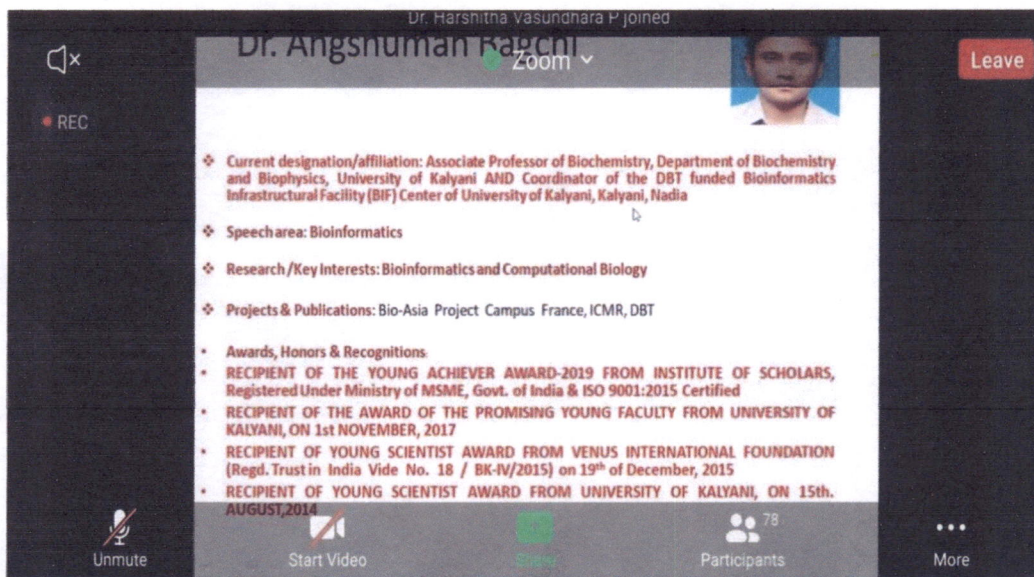 Dr. Harshitha Vasundhara P joined
Dr. Angshuman Bagchi
Zoom
Leave
REC
❖ Current designation/affiliation: Associate Professor of Biochemistry, Department of Biochemistry
and Biophysics, University of Kalyani AND Coordinator of the DBT funded Bioinformatics
Infrastructural Facility (BIF) Center of University of Kalyani, Kalyani, Nadia
❖ Speech area: Bioinformatics
❖ Research /Key Interests: Bioinformatics and Computational Biology
❖ Projects & Publications: Bio-Asia Project Campus France, ICMR, DBT
• Awards, Honors & Recognitions
• RECIPIENT OF THE YOUNG ACHIEVER AWARD-2019 FROM INSTITUTE OF SCHOLARS,
Registered Under Ministry of MSME, Govt. of India & ISO 9001:2015 Certified
• RECIPIENT OF THE AWARD OF THE PROMISING YOUNG FACULTY FROM UNIVERSITY OF
KALYANI, ON 1st NOVEMBER, 2017
• RECIPIENT OF YOUNG SCIENTIST AWARD FROM VENUS INTERNATIONAL FOUNDATION
(Regd. Trust in India Vide No. 18 / BK-IV/2015) on 19th of December, 2015
• RECIPIENT OF YOUNG SCIENTIST AWARD FROM UNIVERSITY OF KALYANI, ON 15th.
AUGUST,2014
78
Unmute
Start Video
Share
Participants
More